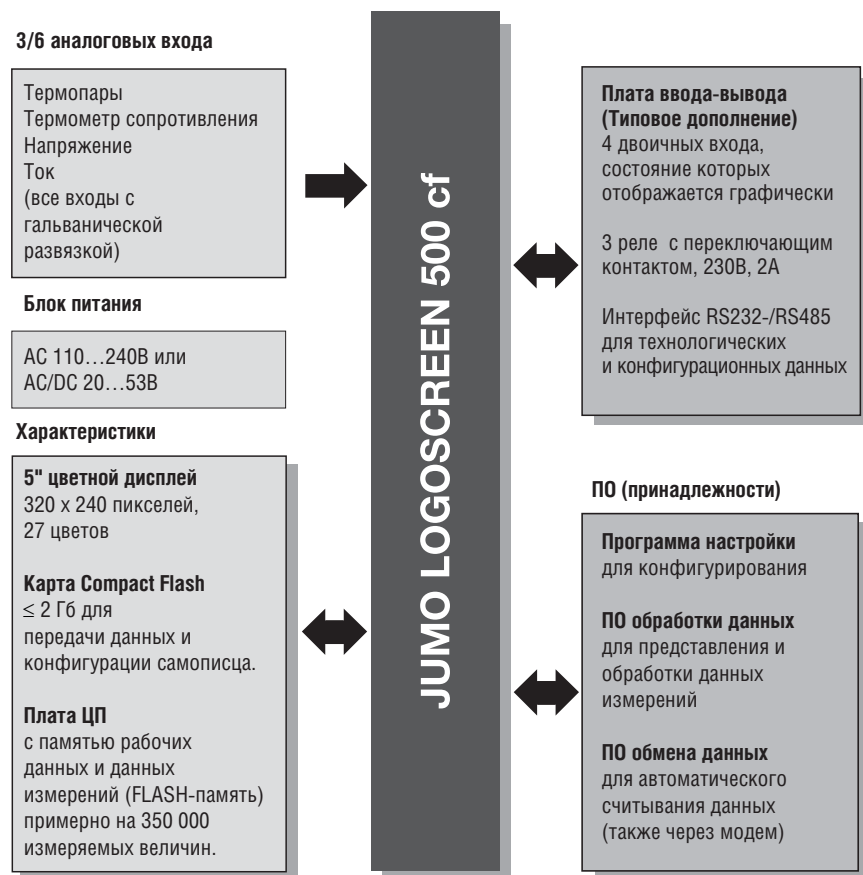 3/6 аналоговых входа
Термопары
Термометр сопротивления
Напряжение
Ток
(все входы с
гальванической
развязкой)
Блок питания
AC 110...240В или
AC/DC 20...53В
Характеристики
5" цветной дисплей
320 x 240 пикселей,
27 цветов
Карта Compact Flash
≤ 2 Гб для
передачи данных и
конфигурации самописца.
Плата ЦП
с памятью рабочих
данных и данных
измерений (FLASH-память)
примерно на 350 000
измеряемых величин.
JUMO LOGOSCREEN 500 cf
Плата ввода-вывода
(Типовое дополнение)
4 двоичных входа,
состояние которых
отображается графически
3 реле с переключающим
контактом, 230В, 2А
Интерфейс RS232-/RS485
для технологических
и конфигурационных данных
ПО (принадлежности)
Программа настройки
для конфигурирования
ПО обработки данных
для представления и
обработки данных
измерений
ПО обмена данных
для автоматического
считывания данных
(также через модем)